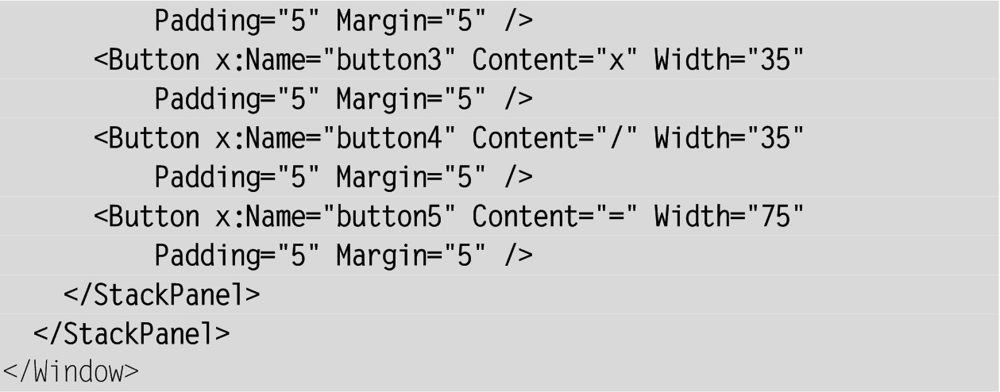 Padding="5" Margin="5" />
<Button x:Name="button3" Content="x" Width="35"
Padding="5" Margin="5" />
<Button x:Name="button4" Content="/" Width="35"
Padding="5" Margin="5" />
<Button x:Name="button5" Content="=" Width="75"
Padding="5" Margin="5" />
</StackPanel>
</StackPanel>
</Window>